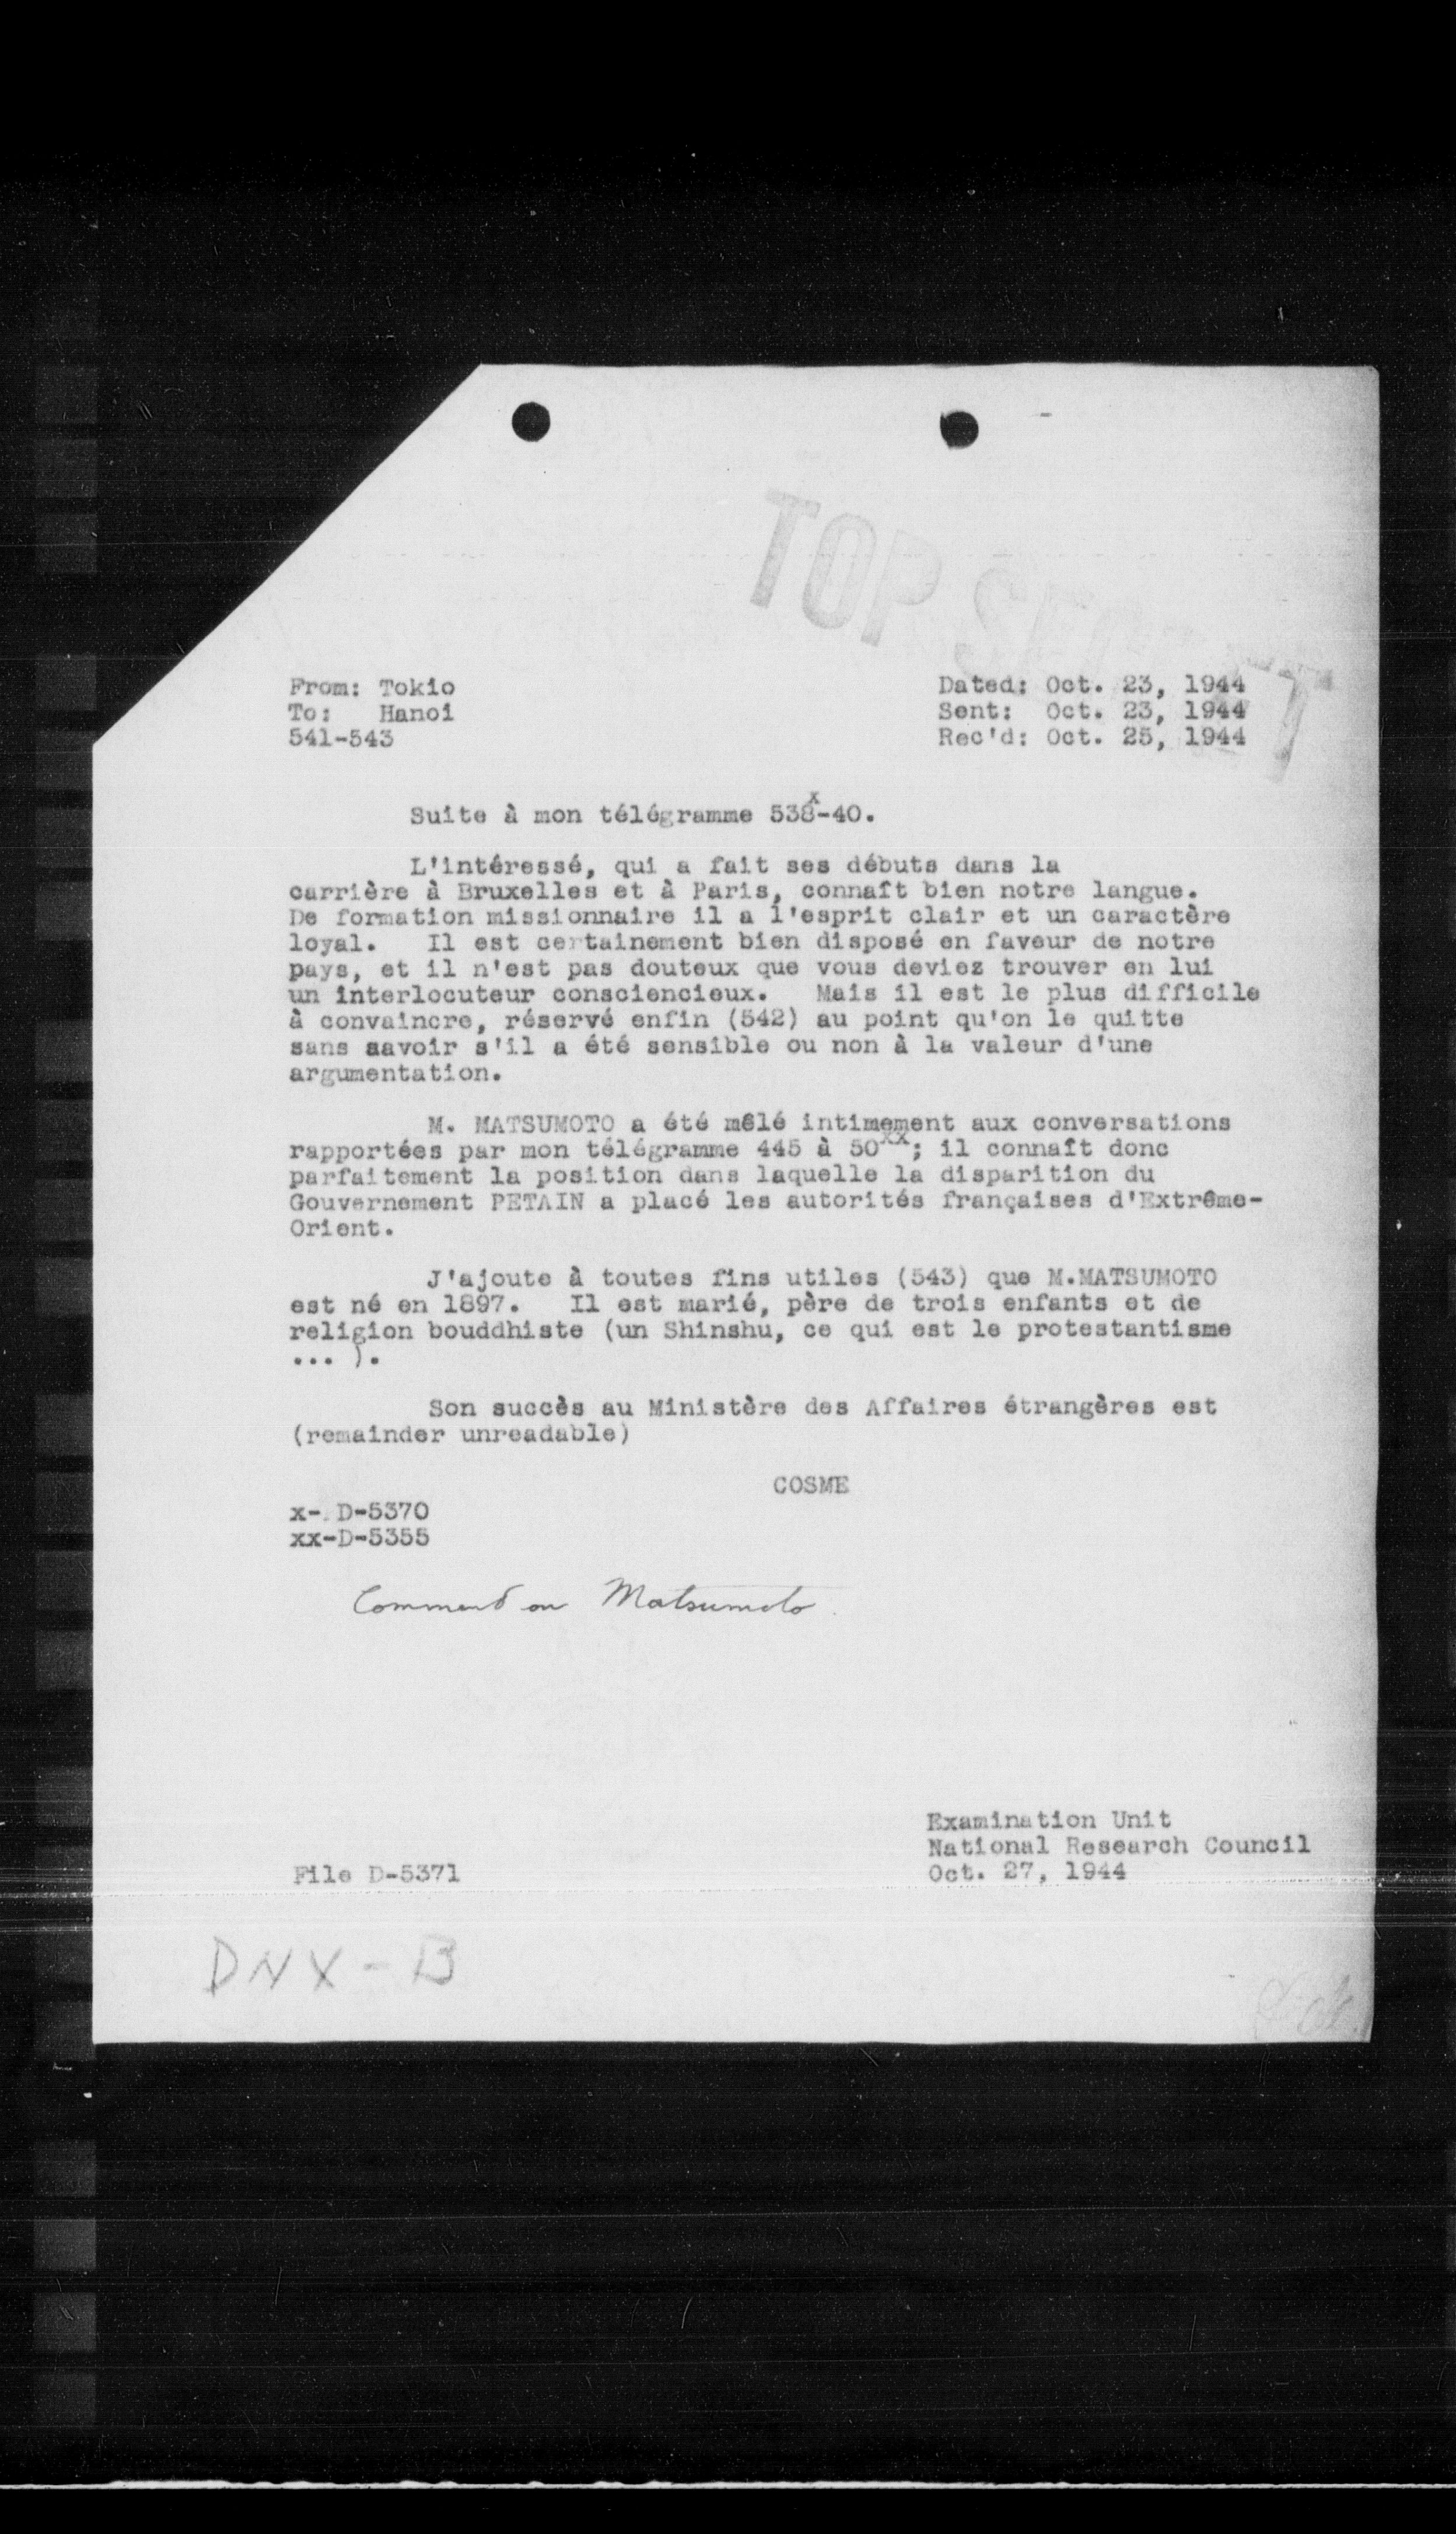 TOP SECRET
From: Tokio
To: Hanoi
541-543
Dated: Oct. 23, 1944
Sent: Oct. 23, 1944
Rec'd: Oct. 25, 1944
Suite à mon télégramme 538x-40.
L'intéressé, qui a fait ses débuts dans la
carrière à Bruxelles et à Paris, connaît bien notre langue.
De formation missionnaire il a l'esprit clair et un caractère
loyal. Il est certainement bien disposé en faveur de notre
pays, et il n'est pas douteux que vous deviez trouver en lui
un interlocuteur consciencieux. Mais il est le plus difficile
à convaincre, réservé enfin (542) au point qu'on le quitte
sans aavoir s'il a été sensible ou non à la valeur d'une
argumentation.
M. MATSUMOTO a été mêlé intimement aux conversations
rapportées par mon télégramme 445 à 50xx; il connaît donc
parfaitement la position dans laquelle la disparition du
Gouvernement PETAIN a placé les autorités françaises d'Extrême-
Orient.
J'ajoute à toutes fins utiles (543) que M.MATSUMOTO
est né en 1897. Il est marié, père de trois enfants et de
religion bouddhiste (un Shinshu, ce qui est le protestantisme
... ).
Son succès au Ministère des Affaires étrangères est
(remainder unreadable)
COSME
x- D-5370
xx-D-5355
Comment on Matsumoto
Examination Unit
National Research Council
Oct. 27, 1944
File D-5371
DNX-B